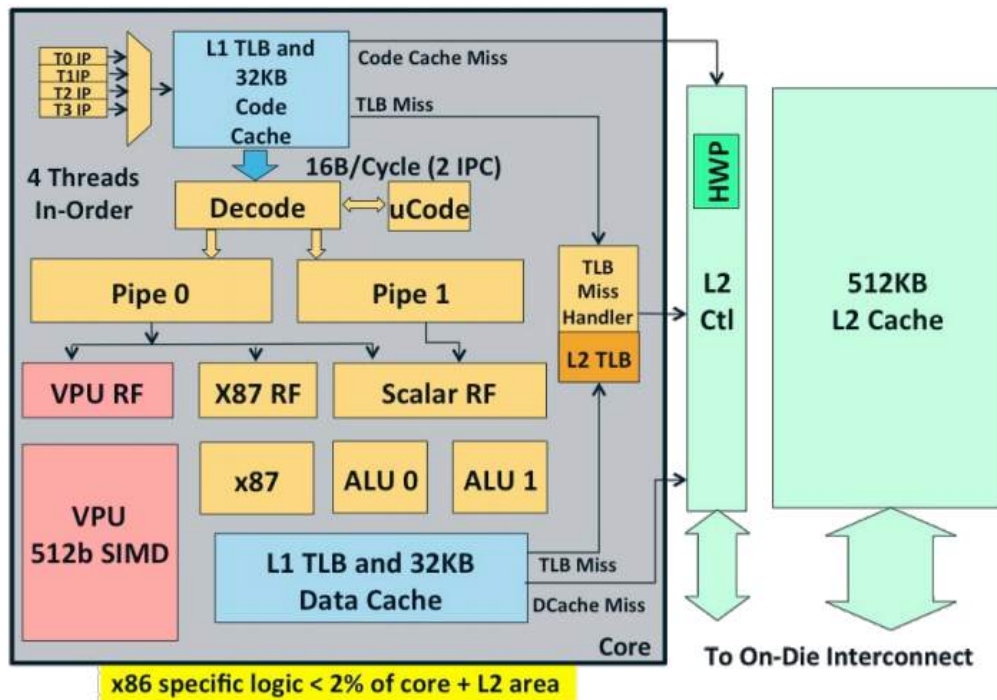 T0 IP
T1IP
T2 IP
T3 IP
L1 TLB and
32KB
Code
Cache
Code Cache Miss
TLB Miss
4 Threads
In-Order
16B/Cycle (2 IPC)
Decode
uCode
Pipe 0
Pipe 1
TLB
Miss
Handler
L2 TLB
HWP
L2
Ctl
512KB
L2 Cache
VPU RF
X87 RF
Scalar RF
x87
ALU 0
ALU 1
VPU
512b SIMD
L1 TLB and 32KB
Data Cache
TLB Miss
DCache Miss
Core
To On-Die Interconnect
x86 specific logic < 2% of core + L2 area